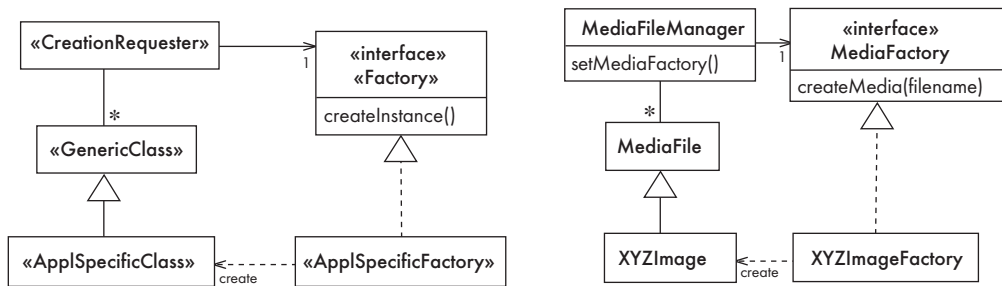 «CreationRequester»
1
«interface»
«Factory»
createInstance()
*
«GenericClass»
«ApplSpecificClass»
create
«ApplSpecificFactory»
MediaFileManager
setMediaFactory()
1
«interface»
MediaFactory
createMedia(filename)
*
MediaFile
XYZImage
create
XYZImageFactory